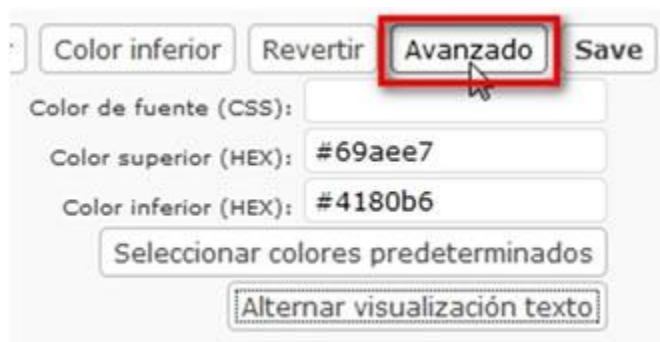 Color inferior Revertir Avanzado Save
Color de fuente (CSS):
Color superior (HEX): #69aee7
Color inferior (HEX): #4180b6
Seleccionar colores predeterminados
Alternar visualización texto